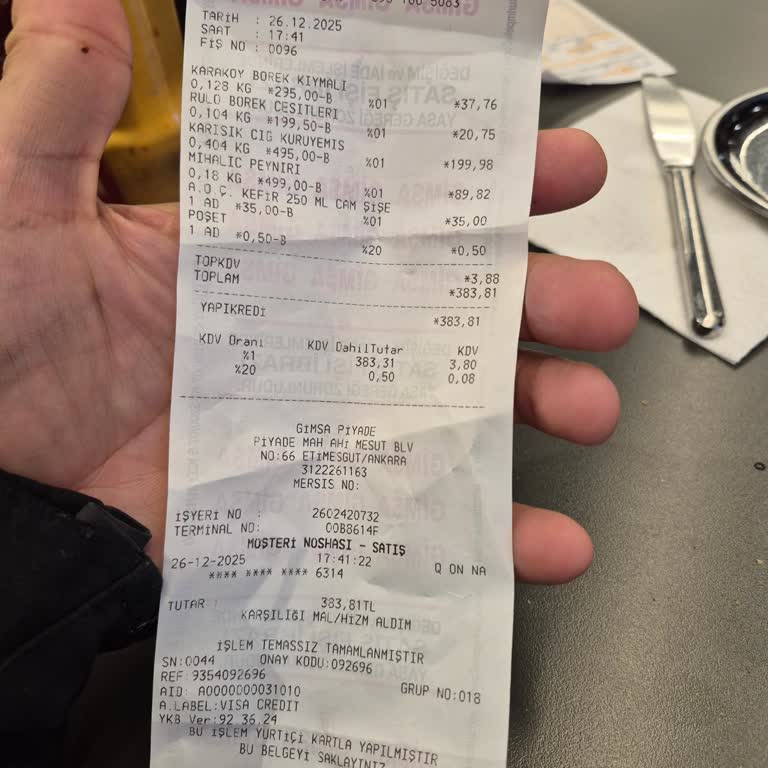 TARİH : 26.12.2025
SAAT : 17:41
FİŞ NO : 0096
KARAKOY BOREK KIYMALI
0,128 KG *295,00-B %01 *37,76
RULO BOREK CESITLERI
0,104 KG *199,50-B %01 *20,75
KARISIK CIG KURUYEMIS
0,404 KG *495,00-B %01 *199,98
MIHALIC PEYNIRI
0,18 KG *499,00-B %01 *89,82
A.O.Ç. KEFİR 250 ML CAM ŞİŞE
1 AD *35,00-B %01 *35,00
POŞET
1 AD *0,50-B %20 *0,50
TOPKDV *3,88
TOPLAM *383,81
YAPIKREDİ *383,81
KDV Oranı KDV DahilTutar KDV
%1 383,31 3,80
%20 0,50 0,08
GİMSA PİYADE
PİYADE MAH AHİ MESUT BLV
NO:66 ETİMESGUT/ANKARA
3122261163
MERSIS NO:
İŞYERİ NO : 2602420732
TERMİNAL NO: 00B8614F
MÜŞTERİ NÜSHASI - SATIŞ
26-12-2025 17:41:22 Q ON NA
**** **** **** 6314
TUTAR : 383,81TL
KARŞILIĞI MAL/HİZM ALDIM
İŞLEM TEMASSIZ TAMAMLANMIŞTIR
SN:0044 ONAY KODU:092696
REF:9354092696
AID: A0000000031010 GRUP NO:018
A.LABEL:VISA CREDIT
YKB Ver:92 36.24
BU İŞLEM YURTİÇİ KARTLA YAPILMIŞTIR
BU BELGEYİ SAKLAYINIZ